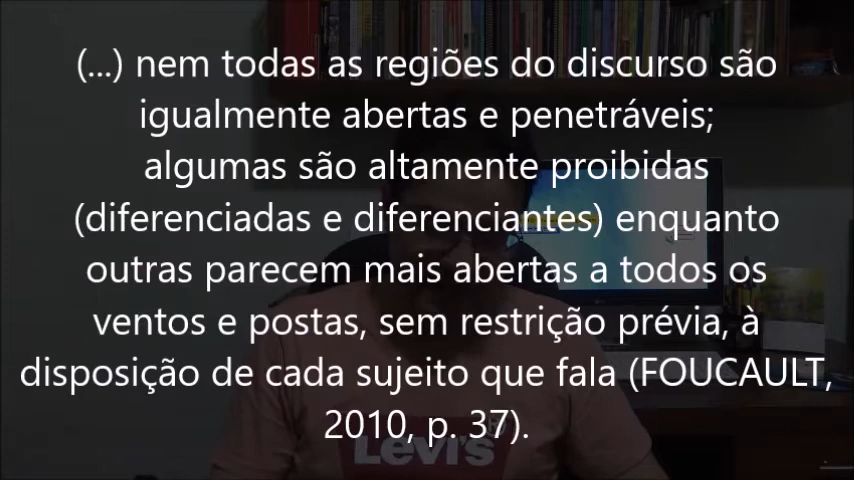 (...) nem todas as regiões do discurso são
igualmente abertas e penetráveis;
algumas são altamente proibidas
(diferenciadas e diferenciantes) enquanto
outras parecem mais abertas a todos os
ventos e postas, sem restrição prévia, à
disposição de cada sujeito que fala (FOUCAULT,
2010, p. 37).
Levi's